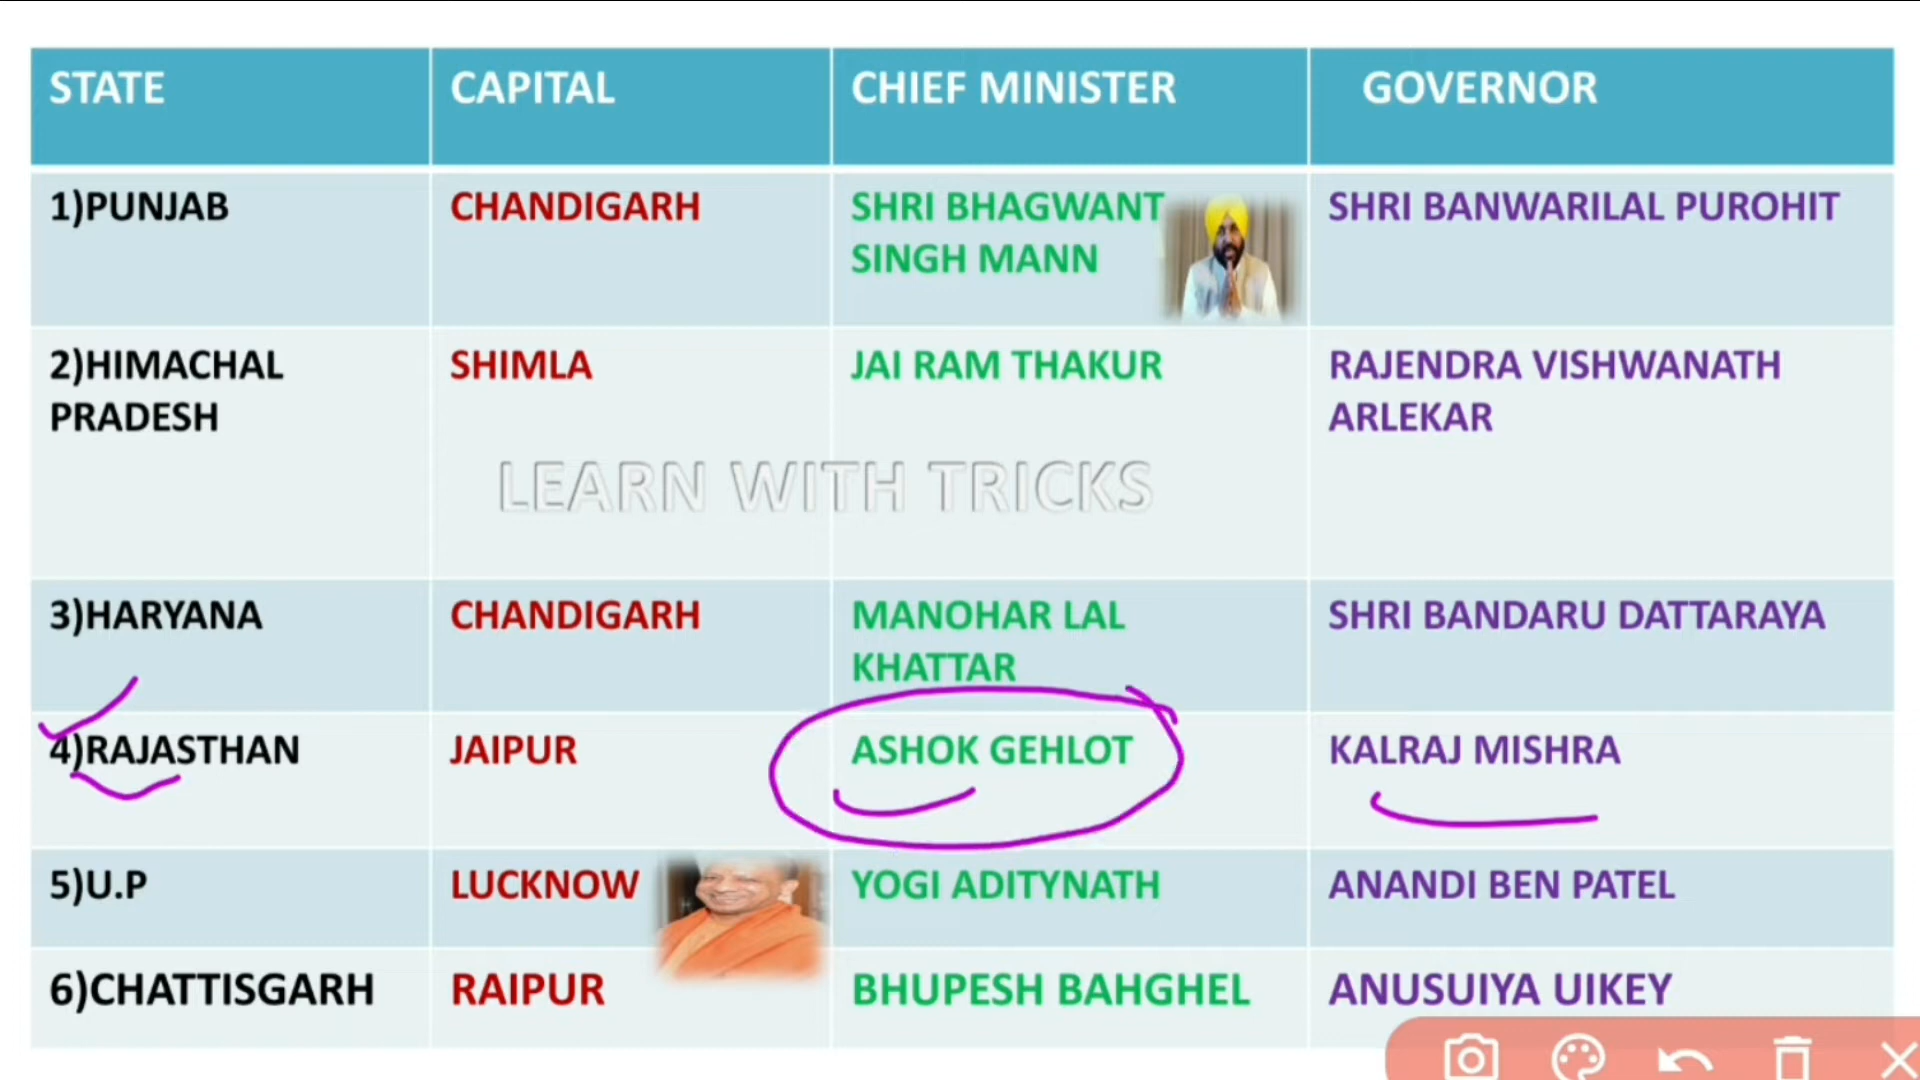 STATE CAPITAL CHIEF MINISTER GOVERNOR
1)PUNJAB CHANDIGARH SHRI BHAGWANT SHRI BANWARILAL PUROHIT
SINGH MANN
2)HIMACHAL SHIMLA JAI RAM THAKUR RAJENDRA VISHWANATH
PRADESH ARLEKAR
LEARN WITH TRICKS
3)HARYANA CHANDIGARH MANOHAR LAL SHRI BANDARU DATTARAYA
KHATTAR
4)RAJASTHAN JAIPUR ASHOK GEHLOT KALRAJ MISHRA
5)U.P LUCKNOW YOGI ADITYNATH ANANDI BEN PATEL
6)CHATTISGARH RAIPUR BHUPESH BAHGHEL ANUSUIYA UIKEY